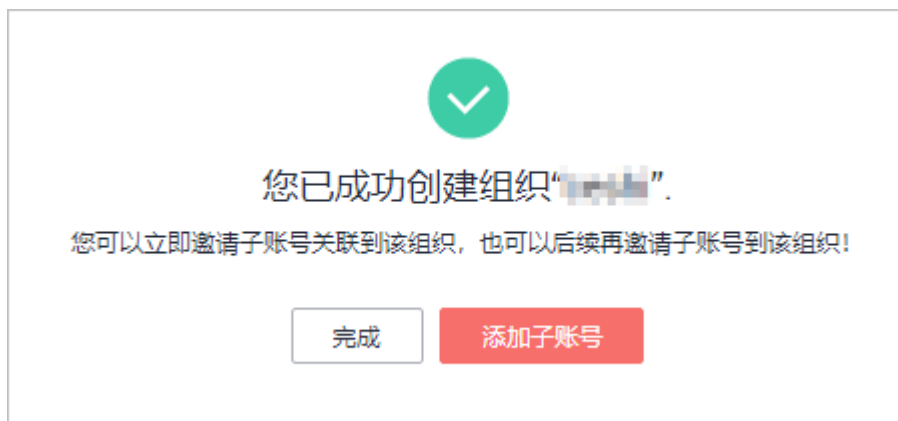 您已成功创建组织“”.
您可以立即邀请子账号关联到该组织，也可以后续再邀请子账号到该组织！
完成
添加子账号